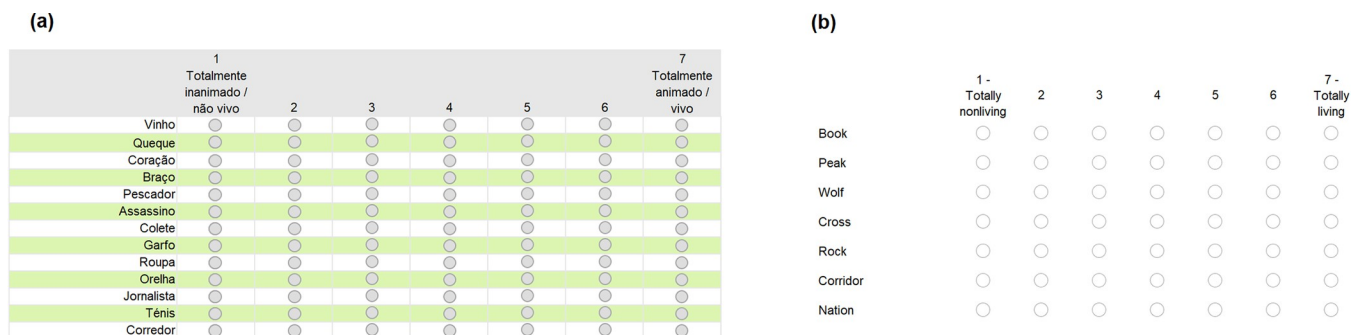 (a)
1
Totalmente
inanimado /
não vivo 2 3 4 5 6 7
Totalmente
animado /
vivo
Vinho
Queque
Coração
Braço
Pescador
Assassino
Colete
Garfo
Roupa
Orelha
Jornalista
Ténis
Corredor
(b)
1 -
Totally
nonliving 2 3 4 5 6 7 -
Totally
living
Book
Peak
Wolf
Cross
Rock
Corridor
Nation